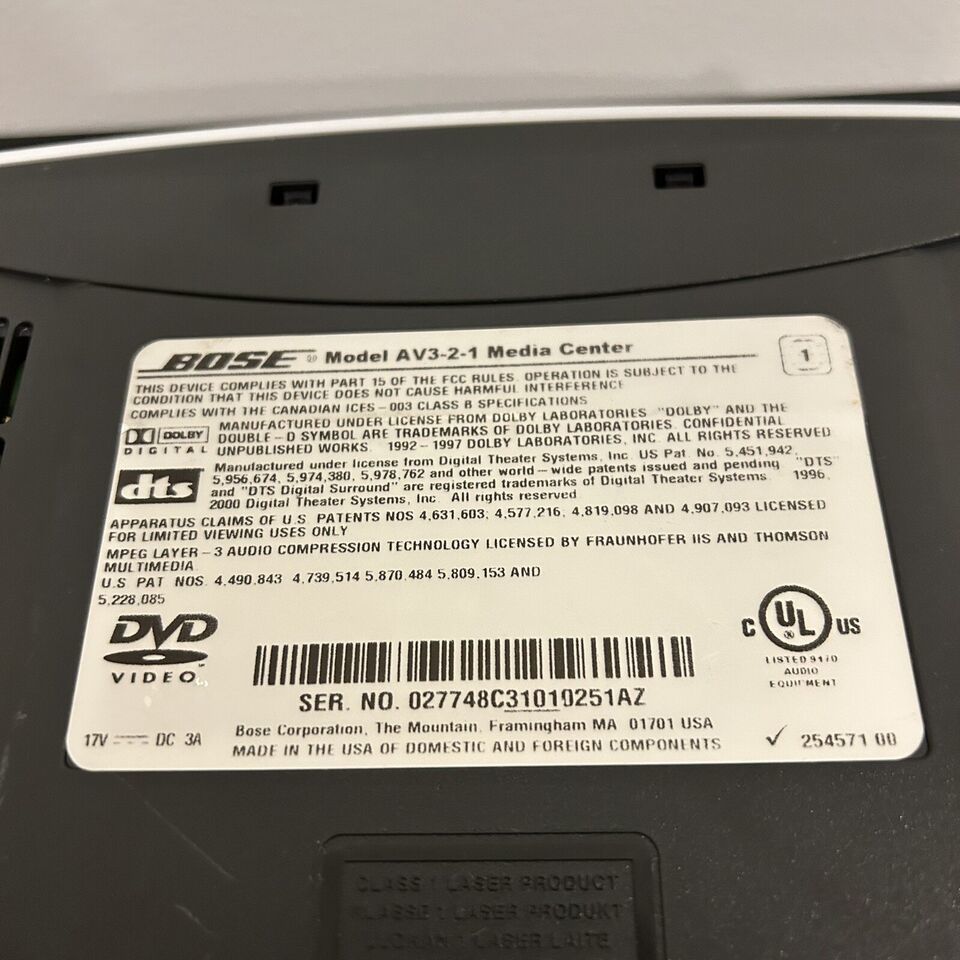 BOSE ® Model AV3-2-1 Media Center
1
THIS DEVICE COMPLIES WITH PART 15 OF THE FCC RULES. OPERATION IS SUBJECT TO THE
CONDITION THAT THIS DEVICE DOES NOT CAUSE HARMFUL INTERFERENCE
COMPLIES WITH THE CANADIAN ICES-003 CLASS B SPECIFICATIONS
MANUFACTURED UNDER LICENSE FROM DOLBY LABORATORIES. "DOLBY" AND THE
DOUBLE-D SYMBOL ARE TRADEMARKS OF DOLBY LABORATORIES. CONFIDENTIAL
UNPUBLISHED WORKS. 1992-1997 DOLBY LABORATORIES, INC. ALL RIGHTS RESERVED
DOLBY
DIGITAL
dts
Manufactured under license from Digital Theater Systems, Inc. US Pat. No. 5,451,942,
5,956,674, 5,974,380, 5,978,762 and other world-wide patents issued and pending "DTS"
and "DTS Digital Surround" are registered trademarks of Digital Theater Systems. 1996,
2000 Digital Theater Systems, Inc. All rights reserved
APPARATUS CLAIMS OF U.S. PATENTS NOS 4,631,603; 4,577,216; 4,819,098 AND 4,907,093 LICENSED
FOR LIMITED VIEWING USES ONLY
MPEG LAYER-3 AUDIO COMPRESSION TECHNOLOGY LICENSED BY FRAUNHOFER IIS AND THOMSON
MULTIMEDIA.
U.S PAT NOS. 4,490,843 4,739,514 5,870,484 5,809,153 AND
5,228,085
DVD
VIDEO
C UL ® US
LISTED 9170
AUDIO
EQUIPMENT
SER. NO. 027748C31010251AZ
17V DC 3A
Bose Corporation, The Mountain, Framingham MA 01701 USA
MADE IN THE USA OF DOMESTIC AND FOREIGN COMPONENTS
✓ 254571 00
CLASS 1 LASER PRODUCT
KLASSE 1 LASER PRODUKT